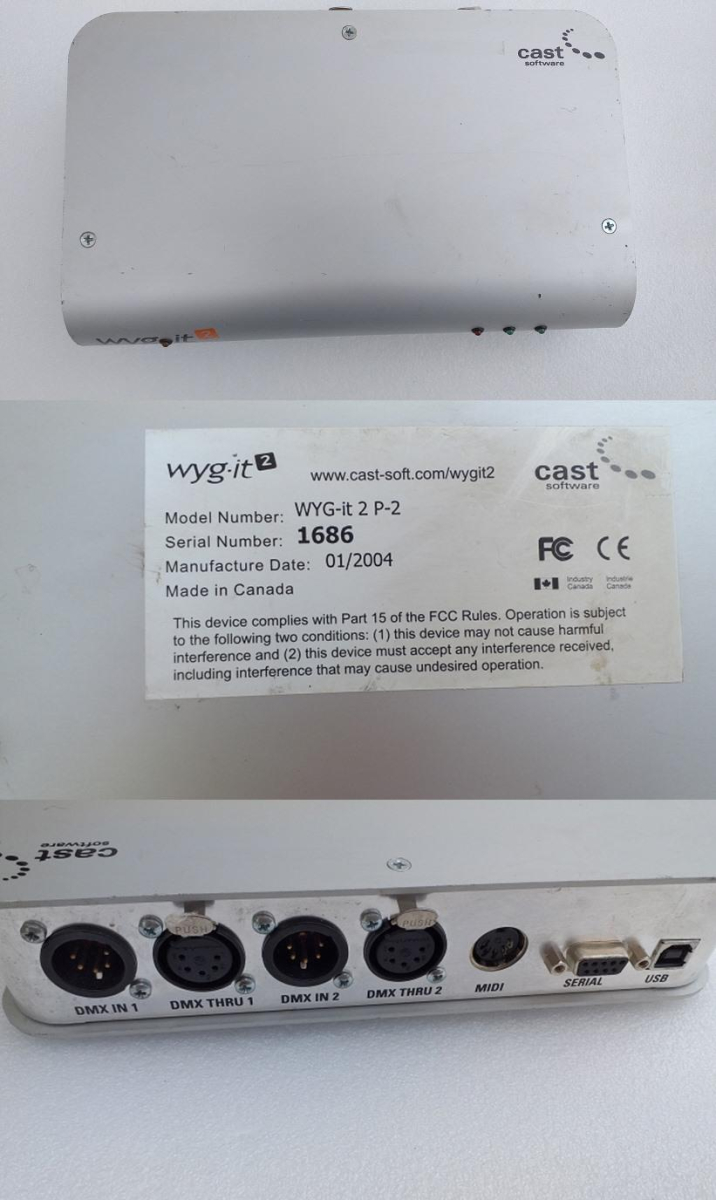 cast
software
wyg·it 2
wyg·it 2
www.cast-soft.com/wygit2
cast
software
Model Number: WYG-it 2 P-2
Serial Number: 1686
Manufacture Date: 01/2004
Made in Canada
FC CE
Industry Canada
Industrie Canada
This device complies with Part 15 of the FCC Rules. Operation is subject
to the following two conditions: (1) this device may not cause harmful
interference and (2) this device must accept any interference received,
including interference that may cause undesired operation.
cast
software
PUSH
PUSH
DMX IN 1
DMX THRU 1
DMX IN 2
DMX THRU 2
MIDI
SERIAL
USB